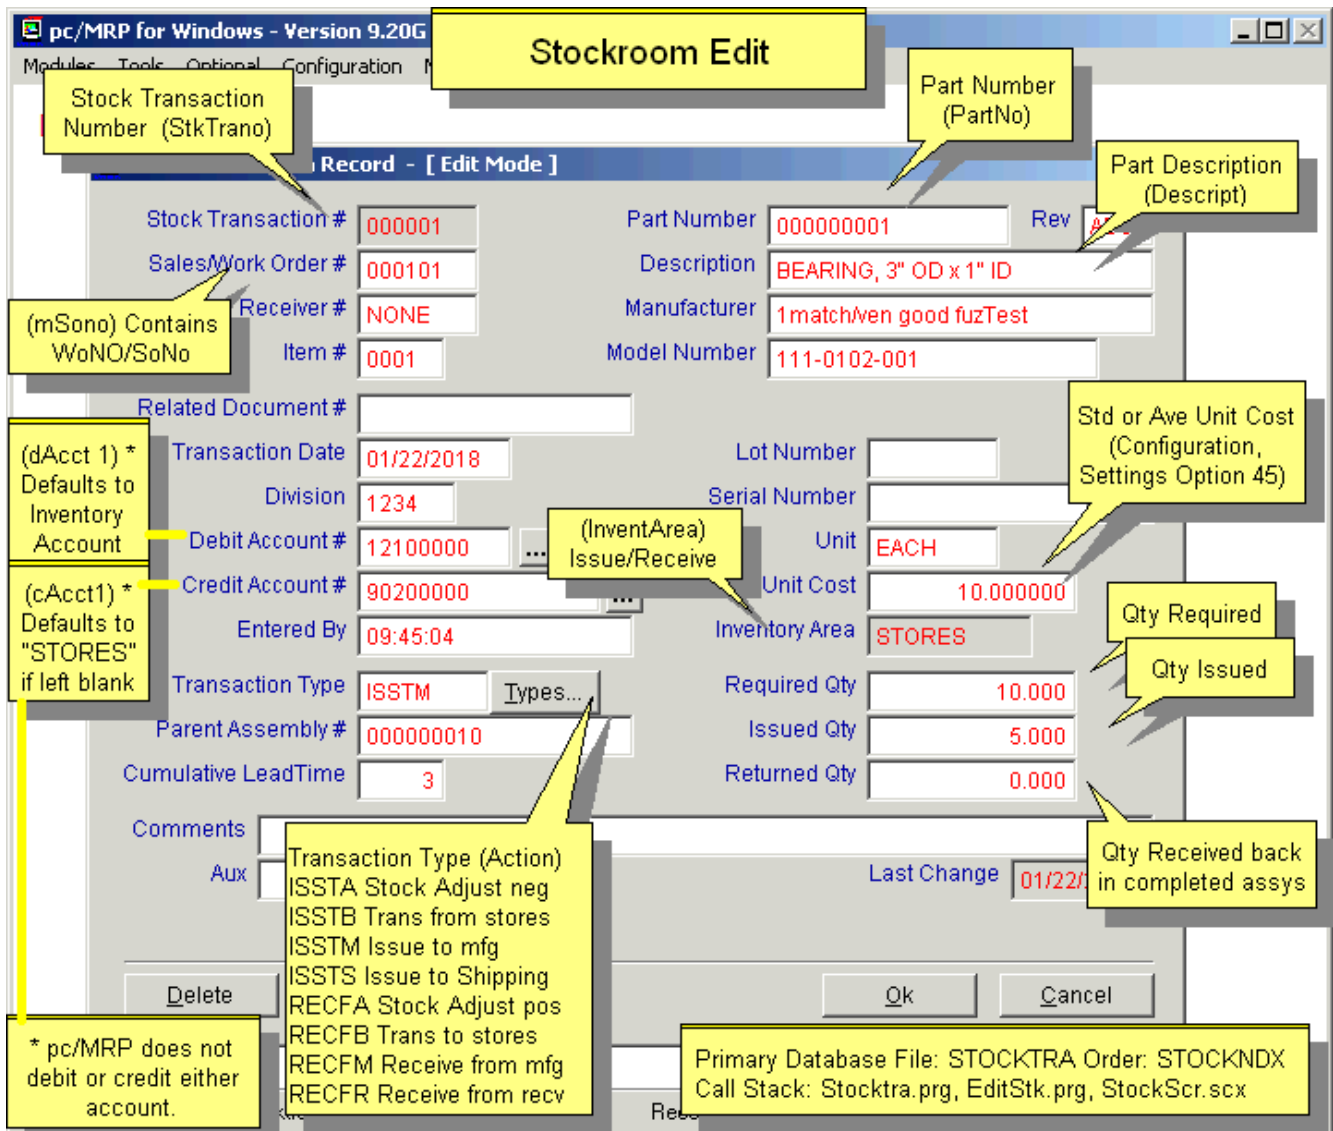 pc/MRP for Windows - Version 9.20G
Stockroom Edit
Modules Tools Optional Configuration
Stock Transaction
Number (StkTrano)
Part Number
(PartNo)
Part Description
(Descript)
Record - [ Edit Mode ]
Stock Transaction # 000001
Part Number 000000001 Rev
Sales/Work Order # 000101
Description BEARING, 3" OD x 1" ID
(mSono) Contains
WoNO/SoNo
Receiver # NONE
Manufacturer 1match/ven good fuzTest
Item # 0001
Model Number 111-0102-001
Related Document #
Std or Ave Unit Cost
(Configuration,
Settings Option 45)
(dAcct 1) *
Defaults to
Inventory
Account
Transaction Date 01/22/2018
Lot Number
Division 1234
Serial Number
(InventArea)
Issue/Receive
Debit Account # 12100000 ...
Unit EACH
(cAcct1) *
Defaults to
"STORES"
if left blank
Credit Account # 90200000 ...
Unit Cost 10.000000
Entered By 09:45:04
Inventory Area STORES
Qty Required
Qty Issued
Transaction Type ISSTM Types...
Required Qty 10.000
Parent Assembly # 000000010
Issued Qty 5.000
Cumulative LeadTime 3
Returned Qty 0.000
Comments
Qty Received back
in completed assys
Aux
Last Change 01/22/
Transaction Type (Action)
ISSTA Stock Adjust neg
ISSTB Trans from stores
ISSTM Issue to mfg
ISSTS Issue to Shipping
RECFA Stock Adjust pos
RECFB Trans to stores
RECFM Receive from mfg
RECFR Receive from recv
Delete
Ok
Cancel
* pc/MRP does not
debit or credit either
account.
Primary Database File: STOCKTRA Order: STOCKNDX
Call Stack: Stocktra.prg, EditStk.prg, StockScr.scx